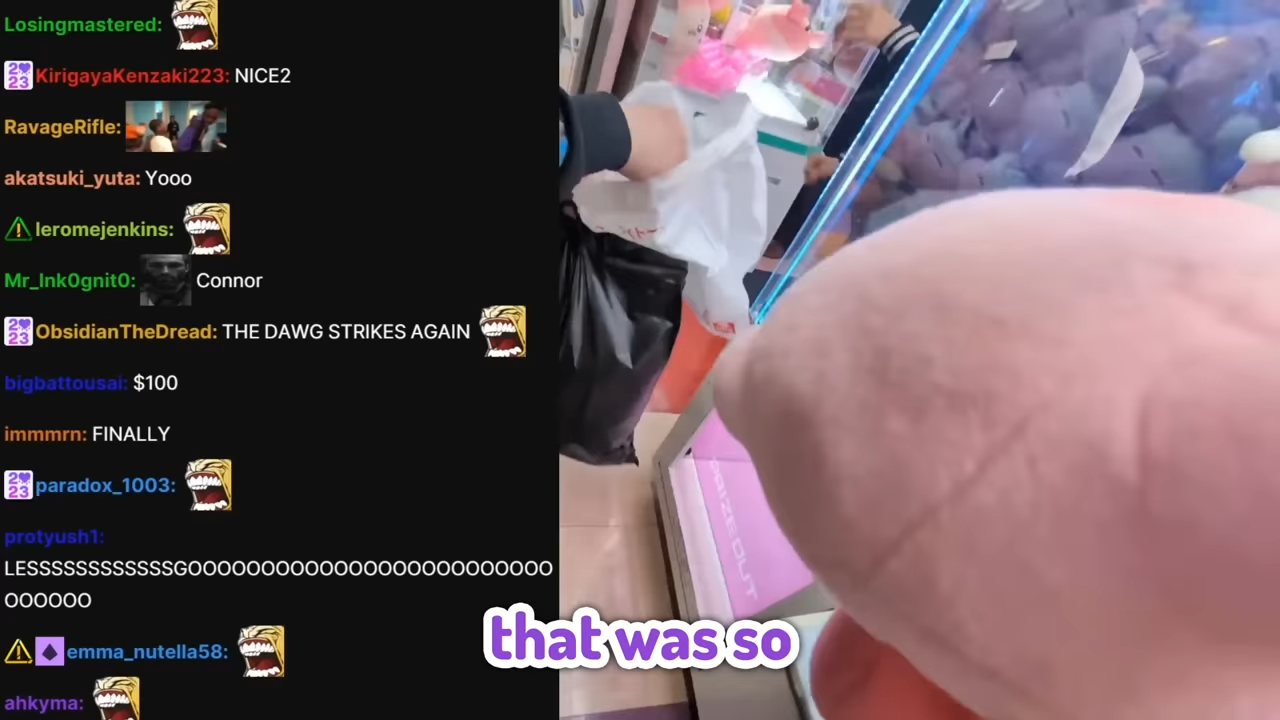 Losingmastered:
KirigayaKenzaki223: NICE2
RavageRifle:
akatsuki_yuta: Yooo
leromejenkins:
Mr_Ink0gnit0: Connor
ObsidianTheDread: THE DAWG STRIKES AGAIN
bigbattousai: $100
immmrn: FINALLY
paradox_1003:
protyush1:
LESSSSSSSSSSSSGOOOOOOOOOOOOOOOOOOOOOOOOO
OOOOOO
emma_nutella58:
ahkyma:
PRIZE OUT
that was so